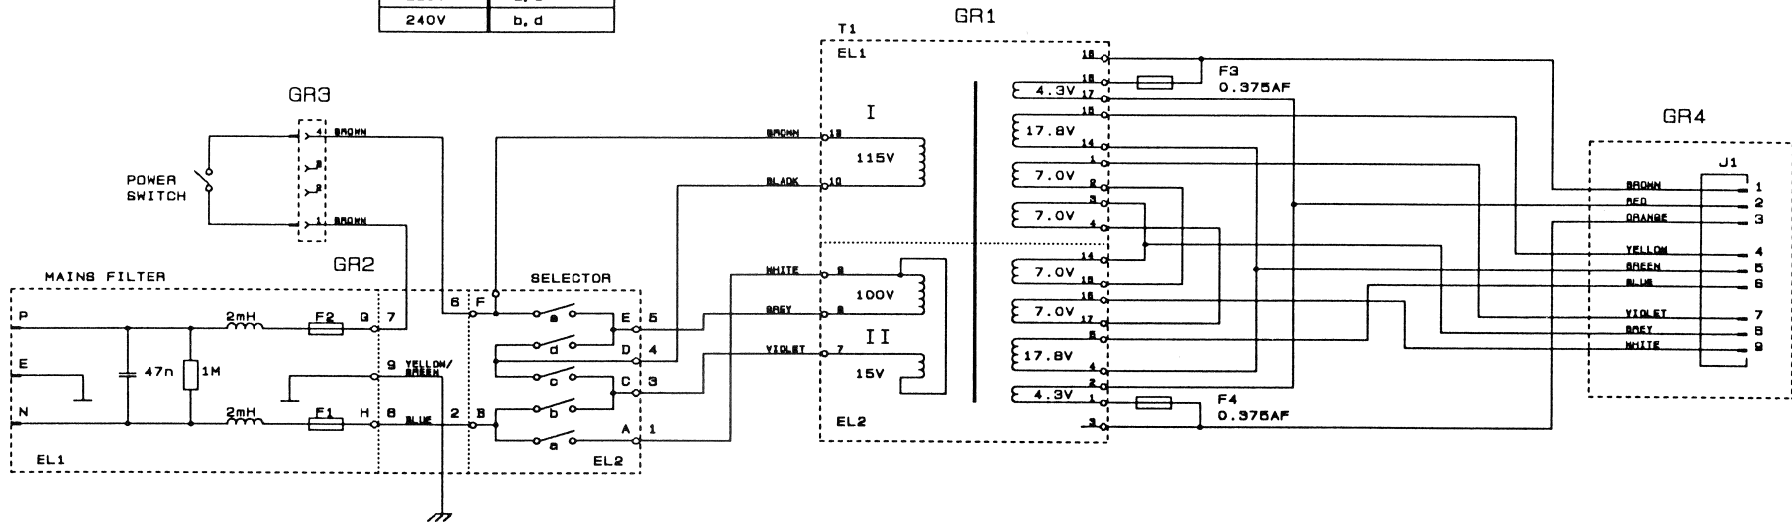 240V b, d
GR1
T1
EL1
I
115V
BROWN 13
BLACK 10
WHITE 9
100V
GREY 8
II
VIOLET 7
15V
EL2
16
18
4.3V
17
15
17.8V
14
1
7.0V
2
3
7.0V
4
14
7.0V
15
16
7.0V
17
5
17.8V
4
2
4.3V
1
3
F3
0.375AF
F4
0.375AF
GR4
J1
BROWN 1
RED 2
ORANGE 3
YELLOW 4
GREEN 5
BLUE 6
VIOLET 7
GREY 8
WHITE 9
GR3
4 BROWN
3
2
1 BROWN
POWER
SWITCH
GR2
MAINS FILTER
SELECTOR
P
2mH
F2
G 7
6 F
E
47n
1M
9 YELLOW/
GREEN
N
2mH
F1
H 8
BLUE
2 B
e
E 5
d
D 4
c
C 3
b
A 1
a
EL1
EL2